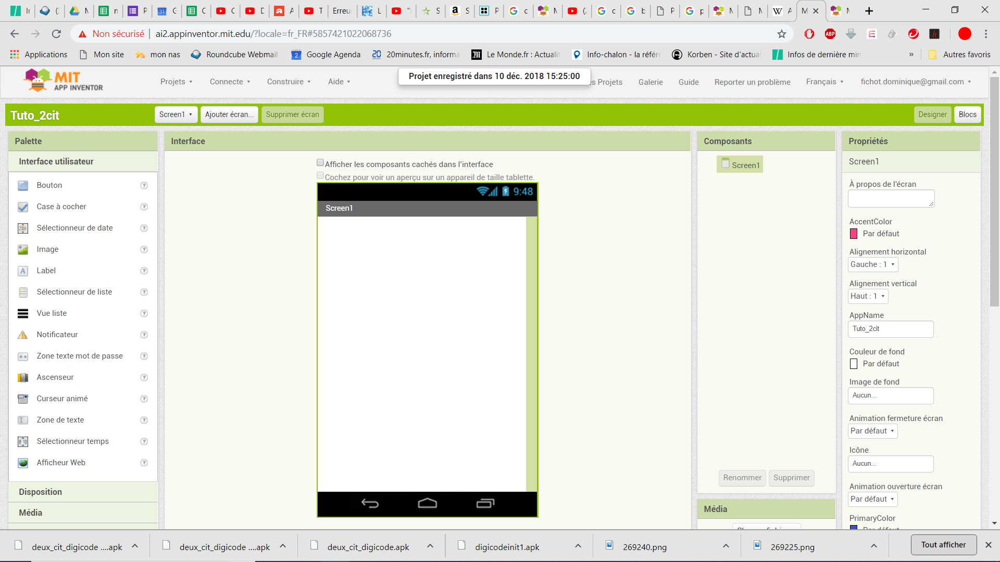 Erreu
Non sécurisé
ai2.appinventor.mit.edu/?locale=fr_FR#5857421022068736
Applications
Mon site
mon nas
Roundcube Webmail
Google Agenda
20minutes.fr, informa
Le Monde.fr : Actualit
Info-chalon - la référe
Korben - Site d'actua
Infos de dernière min
»
Autres favoris
MIT
APP INVENTOR
Projets
Connecte
Construire
Aide
Projet enregistré dans 10 déc. 2018 15:25:00
es Projets
Galerie
Guide
Reporter un problème
Français
fichot.dominique@gmail.com
Tuto_2cit
Screen1
Ajouter écran...
Supprimer écran
Designer
Blocs
Palette
Interface utilisateur
Bouton
Case à cocher
Sélectionneur de date
Image
Label
Sélectionneur de liste
Vue liste
Notificateur
Zone texte mot de passe
Ascenseur
Curseur animé
Zone de texte
Sélectionneur temps
Afficheur Web
Disposition
Média
Interface
Afficher les composants cachés dans l'interface
Cochez pour voir un aperçu sur un appareil de taille tablette.
9:48
Screen1
Composants
Screen1
Renommer
Supprimer
Média
Propriétés
Screen1
À propos de l'écran
AccentColor
Par défaut
Alignement horizontal
Gauche : 1
Alignement vertical
Haut : 1
AppName
Tuto_2cit
Couleur de fond
Par défaut
Image de fond
Aucun...
Animation fermeture écran
Par défaut
Icône
Aucun...
Animation ouverture écran
Par défaut
PrimaryColor
Par défaut
deux_cit_digicode ....apk
deux_cit_digicode ....apk
deux_cit_digicode.apk
digicodeinit1.apk
269240.png
269225.png
Tout afficher